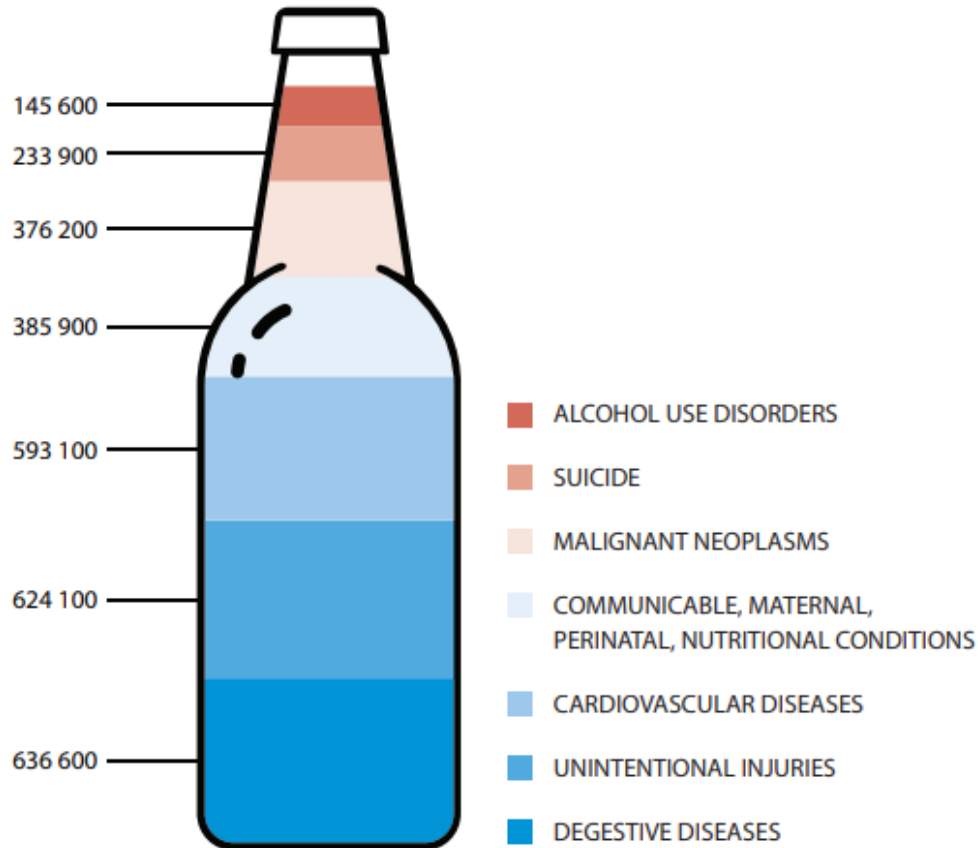 145 600
233 900
376 200
385 900
593 100
624 100
636 600
ALCOHOL USE DISORDERS
SUICIDE
MALIGNANT NEOPLASMS
COMMUNICABLE, MATERNAL,
PERINATAL, NUTRITIONAL CONDITIONS
CARDIOVASCULAR DISEASES
UNINTENTIONAL INJURIES
DEGESTIVE DISEASES